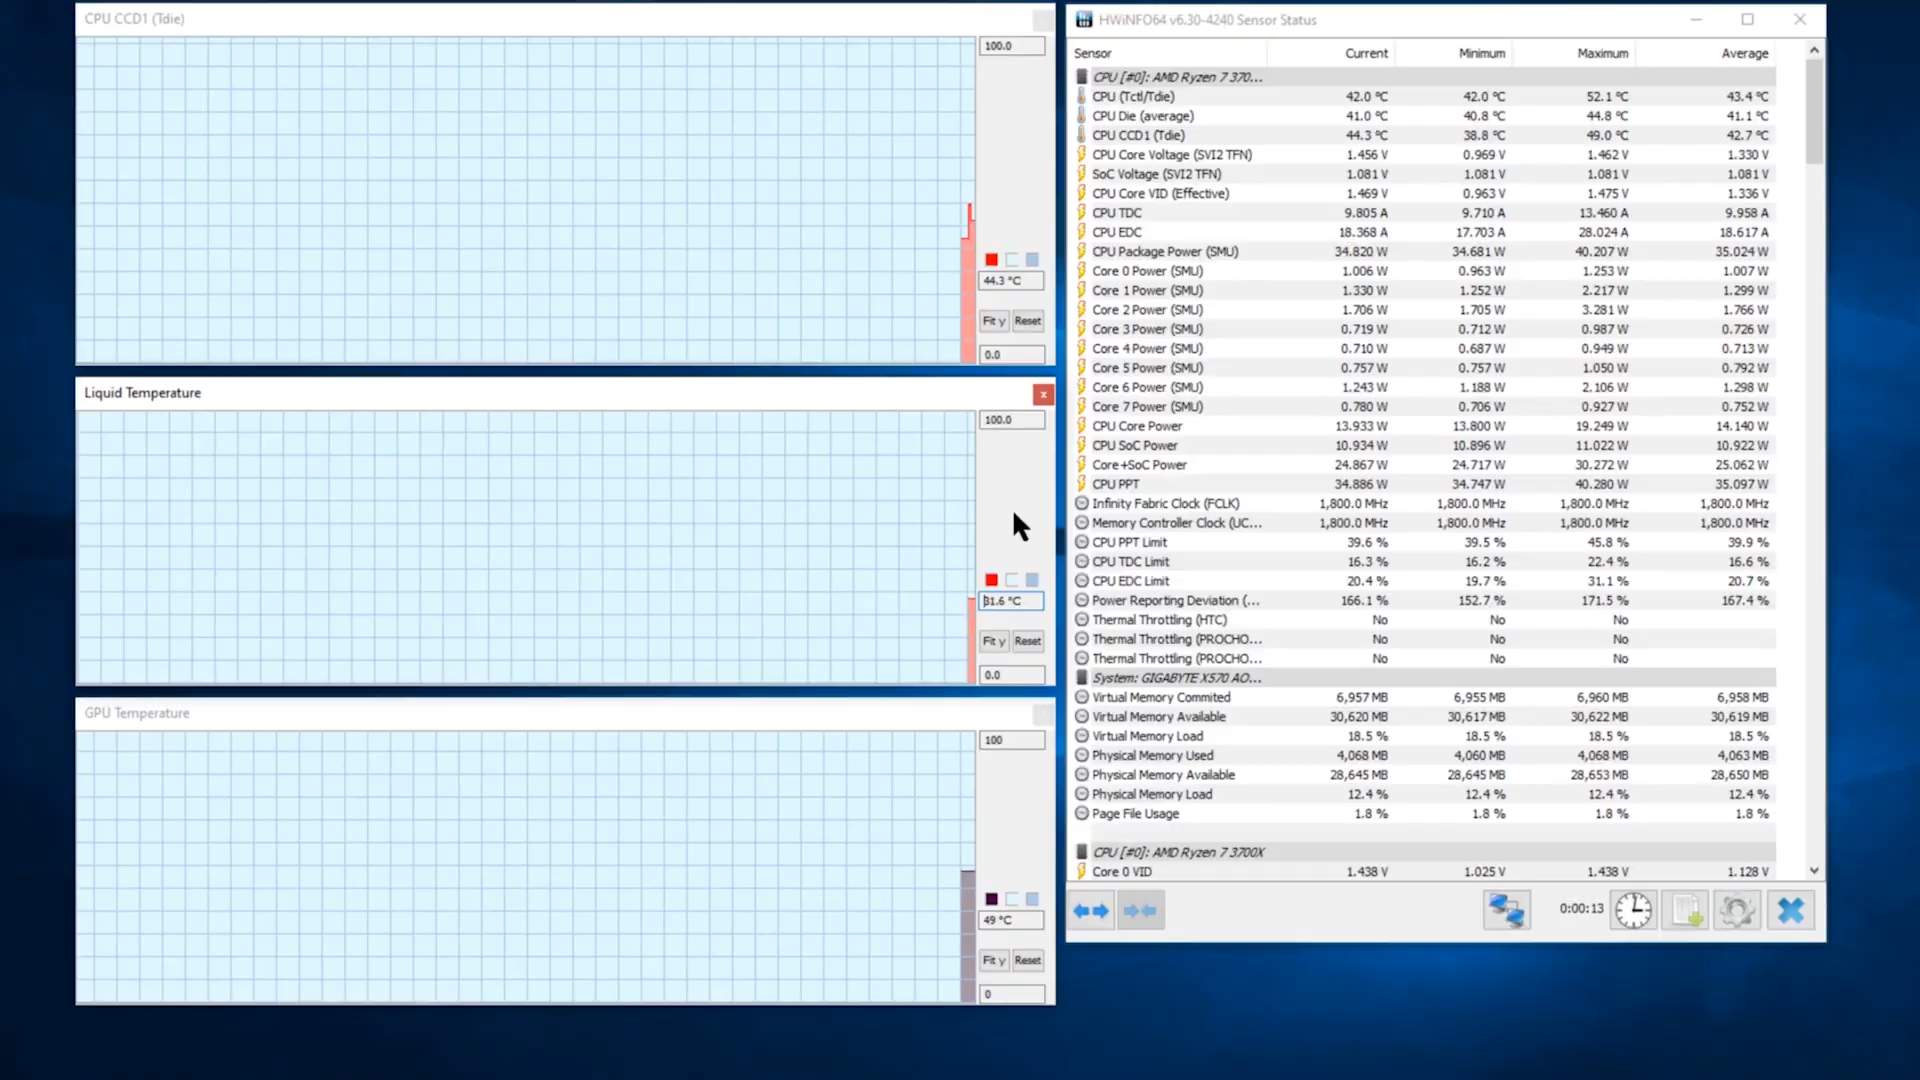 CPU CCD1 (Tdie)
100.0
44.3 °C
Fit y Reset
0.0
Liquid Temperature
x
100.0
31.6 °C
Fit y Reset
0.0
GPU Temperature
100
49 °C
Fit y Reset
0
HWiNFO64 v6.30-4240 Sensor Status
Sensor Current Minimum Maximum Average
CPU [#0]: AMD Ryzen 7 370...
CPU (Tctl/Tdie) 42.0 °C 42.0 °C 52.1 °C 43.4 °C
CPU Die (average) 41.0 °C 40.8 °C 44.8 °C 41.1 °C
CPU CCD1 (Tdie) 44.3 °C 38.8 °C 49.0 °C 42.7 °C
CPU Core Voltage (SVI2 TFN) 1.456 V 0.969 V 1.462 V 1.330 V
SoC Voltage (SVI2 TFN) 1.081 V 1.081 V 1.081 V 1.081 V
CPU Core VID (Effective) 1.469 V 0.963 V 1.475 V 1.336 V
CPU TDC 9.805 A 9.710 A 13.460 A 9.958 A
CPU EDC 18.368 A 17.703 A 28.024 A 18.617 A
CPU Package Power (SMU) 34.820 W 34.681 W 40.207 W 35.024 W
Core 0 Power (SMU) 1.006 W 0.963 W 1.253 W 1.007 W
Core 1 Power (SMU) 1.330 W 1.252 W 2.217 W 1.299 W
Core 2 Power (SMU) 1.706 W 1.705 W 3.281 W 1.766 W
Core 3 Power (SMU) 0.719 W 0.712 W 0.987 W 0.726 W
Core 4 Power (SMU) 0.710 W 0.687 W 0.949 W 0.713 W
Core 5 Power (SMU) 0.757 W 0.757 W 1.050 W 0.792 W
Core 6 Power (SMU) 1.243 W 1.188 W 2.106 W 1.298 W
Core 7 Power (SMU) 0.780 W 0.706 W 0.927 W 0.752 W
CPU Core Power 13.933 W 13.800 W 19.249 W 14.140 W
CPU SoC Power 10.934 W 10.896 W 11.022 W 10.922 W
Core+SoC Power 24.867 W 24.717 W 30.272 W 25.062 W
CPU PPT 34.886 W 34.747 W 40.280 W 35.097 W
Infinity Fabric Clock (FCLK) 1,800.0 MHz 1,800.0 MHz 1,800.0 MHz 1,800.0 MHz
Memory Controller Clock (UC... 1,800.0 MHz 1,800.0 MHz 1,800.0 MHz 1,800.0 MHz
CPU PPT Limit 39.6 % 39.5 % 45.8 % 39.9 %
CPU TDC Limit 16.3 % 16.2 % 22.4 % 16.6 %
CPU EDC Limit 20.4 % 19.7 % 31.1 % 20.7 %
Power Reporting Deviation (... 166.1 % 152.7 % 171.5 % 167.4 %
Thermal Throttling (HTC) No No No
Thermal Throttling (PROCHO... No No No
Thermal Throttling (PROCHO... No No No
System: GIGABYTE X570 AO...
Virtual Memory Commited 6,957 MB 6,955 MB 6,960 MB 6,958 MB
Virtual Memory Available 30,620 MB 30,617 MB 30,622 MB 30,619 MB
Virtual Memory Load 18.5 % 18.5 % 18.5 % 18.5 %
Physical Memory Used 4,068 MB 4,060 MB 4,068 MB 4,063 MB
Physical Memory Available 28,645 MB 28,645 MB 28,653 MB 28,650 MB
Physical Memory Load 12.4 % 12.4 % 12.4 % 12.4 %
Page File Usage 1.8 % 1.8 % 1.8 % 1.8 %
CPU [#0]: AMD Ryzen 7 3700X
Core 0 VID 1.438 V 1.025 V 1.438 V 1.128 V
0:00:13